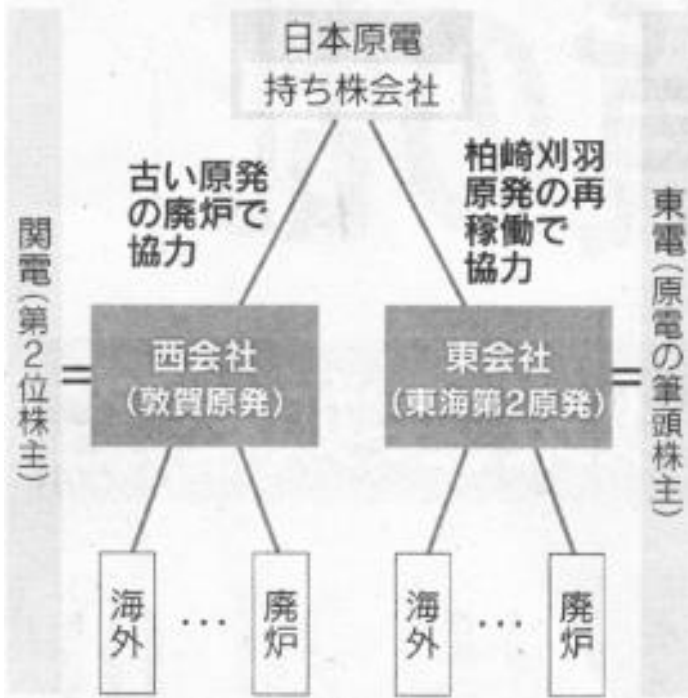 日本原電
持ち株会社
古い原発
の廃炉で
協力
柏崎刈羽
原発の再
稼働で
協力
関電(第2位株主)
西会社
(敦賀原発)
東会社
(東海第2原発)
東電(原電の筆頭株主)
海外
…
廃炉
海外
…
廃炉